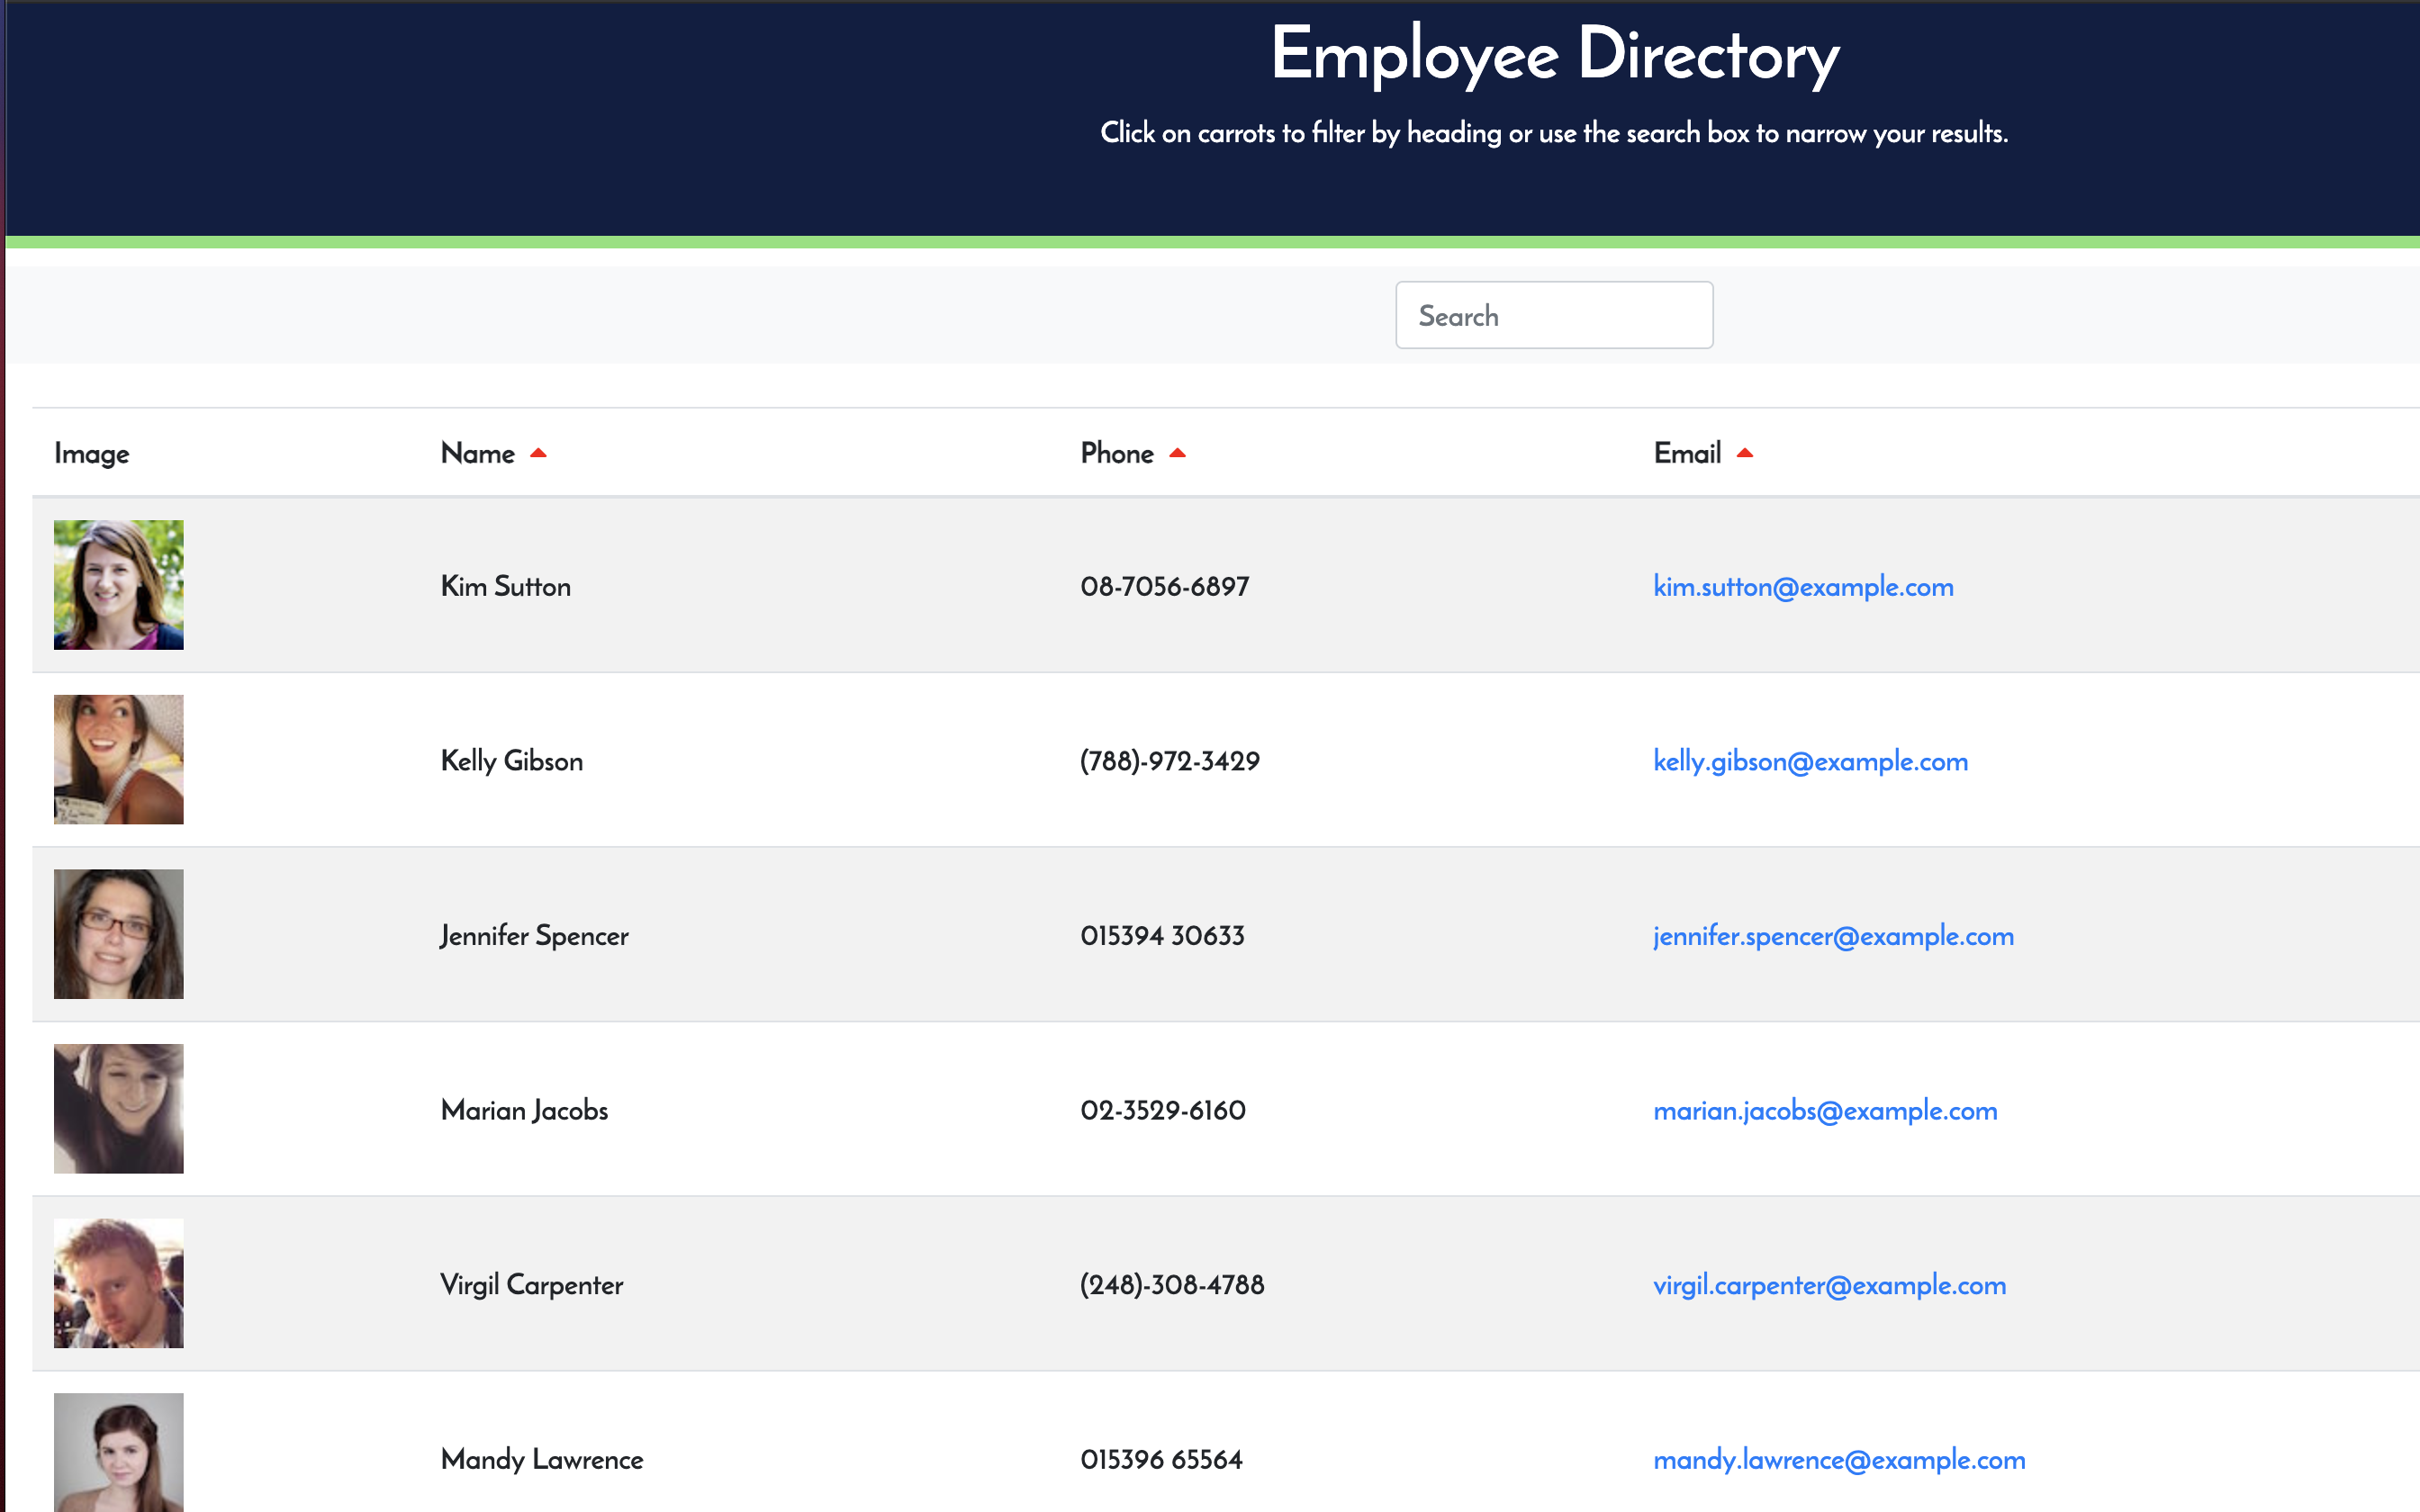 Employee Directory
Click on carrots to filter by heading or use the search box to narrow your results.
Search
Image Name Phone Email
Kim Sutton 08-7056-6897 kim.sutton@example.com
Kelly Gibson (788)-972-3429 kelly.gibson@example.com
Jennifer Spencer 015394 30633 jennifer.spencer@example.com
Marian Jacobs 02-3529-6160 marian.jacobs@example.com
Virgil Carpenter (248)-308-4788 virgil.carpenter@example.com
Mandy Lawrence 015396 65564 mandy.lawrence@example.com